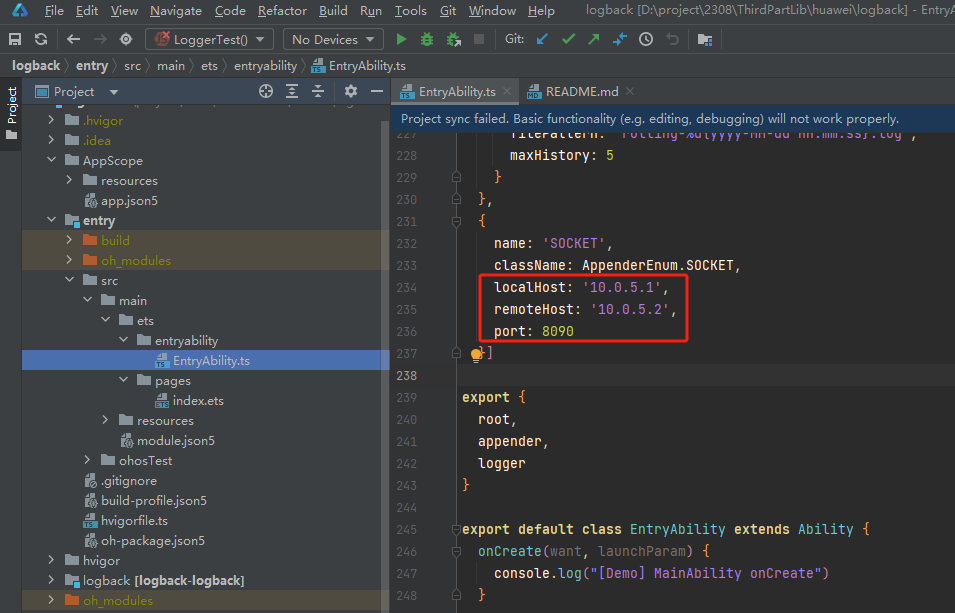 File Edit View Navigate Code Refactor Build Run Tools Git Window Help logback [D:\project\2308\ThirdPartLib\huawei\logback] - EntryA
LoggerTest() No Devices Git:
logback entry src main ets entryability EntryAbility.ts
Project
Project
EntryAbility.ts
README.md
Project sync failed. Basic functionality (e.g. editing, debugging) will not work properly.
.hvigor
.idea
AppScope
resources
app.json5
entry
build
oh_modules
src
main
ets
entryability
EntryAbility.ts
pages
index.ets
resources
module.json5
ohosTest
.gitignore
build-profile.json5
hvigorfile.ts
oh-package.json5
hvigor
logback [logback-logback]
oh_modules
228 maxHistory: 5
229 }
230 },
231 {
232 name: 'SOCKET',
233 className: AppenderEnum.SOCKET,
234 localHost: '10.0.5.1',
235 remoteHost: '10.0.5.2',
236 port: 8090
237 }]
238
239 export {
240 root,
241 appender,
242 logger
243 }
244
245 export default class EntryAbility extends Ability {
246 onCreate(want, launchParam) {
247 console.log("[Demo] MainAbility onCreate")
248 }